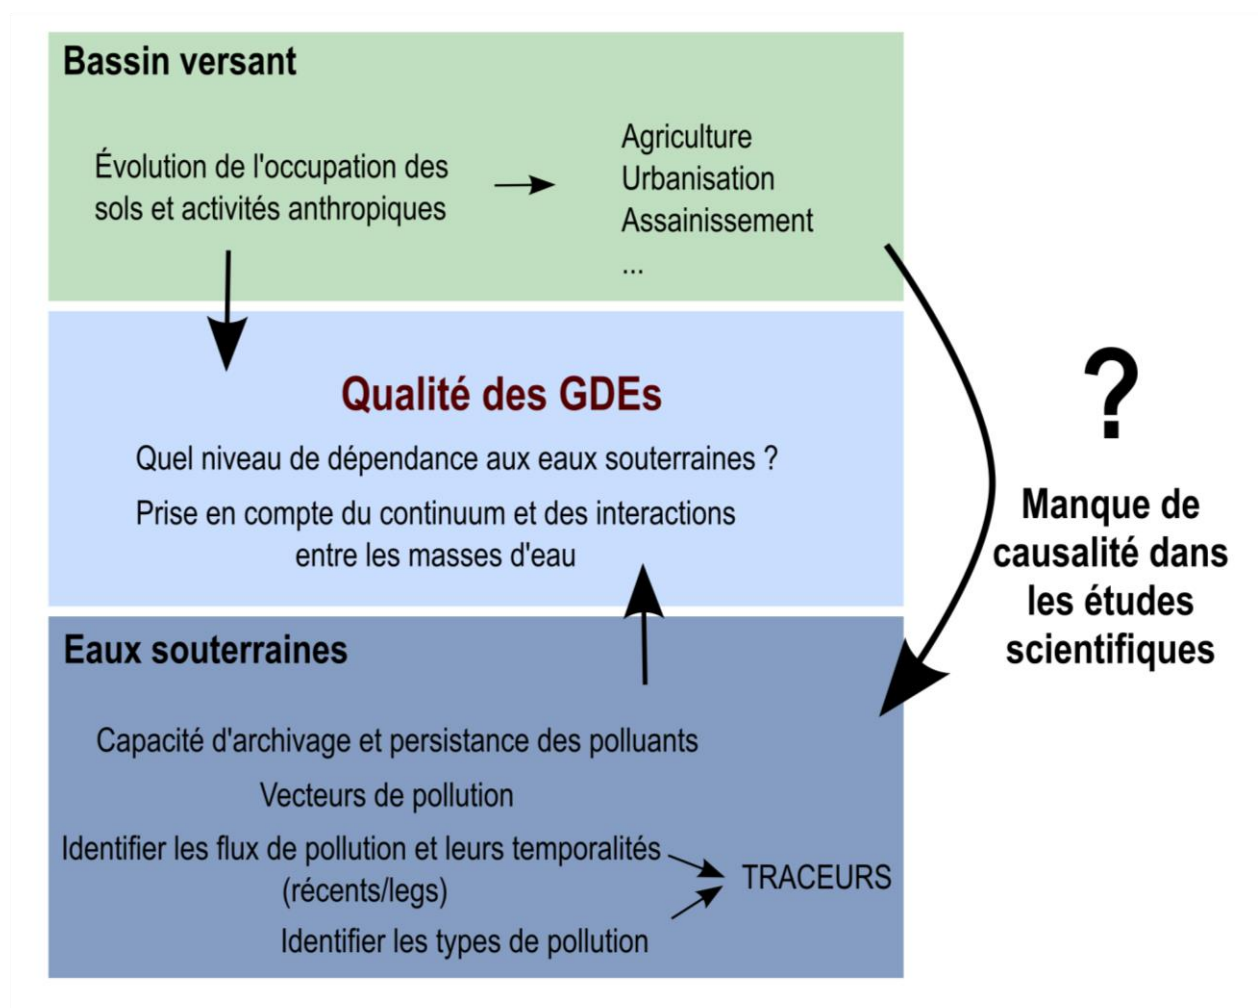 Bassin versant
Évolution de l'occupation des
sols et activités anthropiques
Agriculture
Urbanisation
Assainissement
...
Qualité des GDEs
Quel niveau de dépendance aux eaux souterraines ?
Prise en compte du continuum et des interactions
entre les masses d'eau
?
Manque de
causalité dans
les études
scientifiques
Eaux souterraines
Capacité d'archivage et persistance des polluants
Vecteurs de pollution
Identifier les flux de pollution et leurs temporalités
(récents/legs)
TRACEURS
Identifier les types de pollution